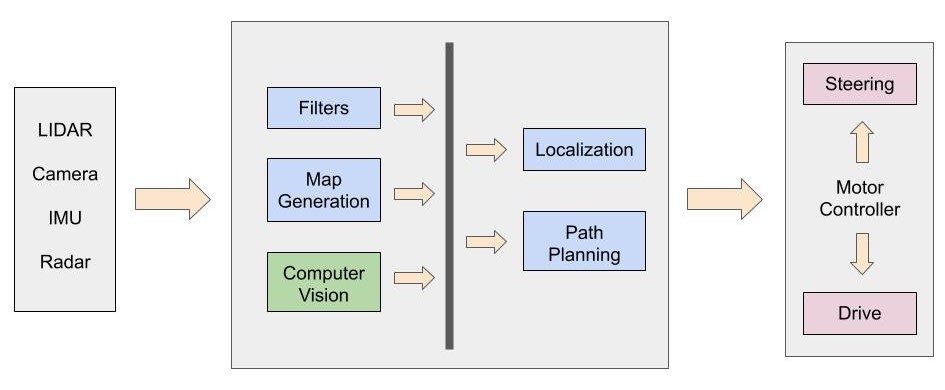 LIDAR
Camera
IMU
Radar
Filters
Map
Generation
Computer
Vision
Localization
Path
Planning
Steering
Motor
Controller
Drive